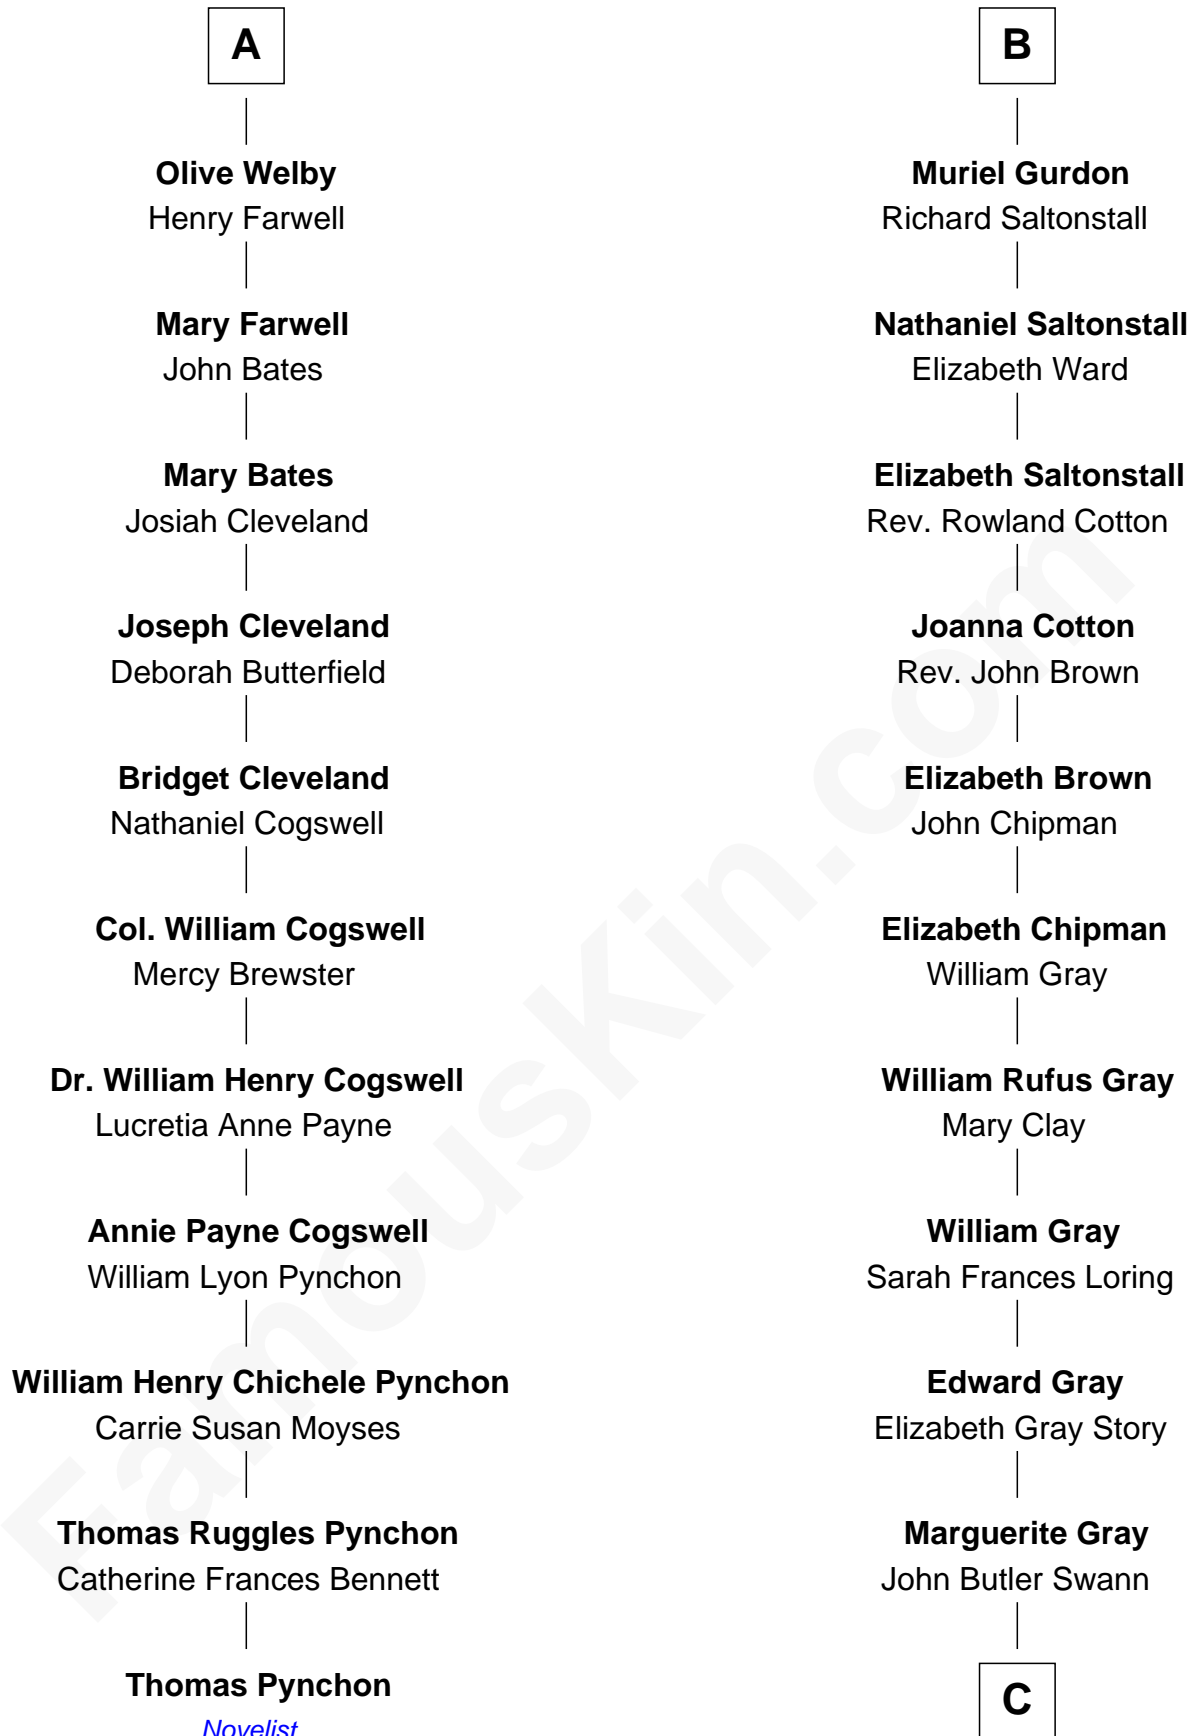 A
Olive Welby
Henry Farwell
Mary Farwell
John Bates
Mary Bates
Josiah Cleveland
Joseph Cleveland
Deborah Butterfield
Bridget Cleveland
Nathaniel Cogswell
Col. William Cogswell
Mercy Brewster
Dr. William Henry Cogswell
Lucretia Anne Payne
Annie Payne Cogswell
William Lyon Pynchon
William Henry Chichele Pynchon
Carrie Susan Moyses
Thomas Ruggles Pynchon
Catherine Frances Bennett
Thomas Pynchon
Novelist
B
Muriel Gurdon
Richard Saltonstall
Nathaniel Saltonstall
Elizabeth Ward
Elizabeth Saltonstall
Rev. Rowland Cotton
Joanna Cotton
Rev. John Brown
Elizabeth Brown
John Chipman
Elizabeth Chipman
William Gray
William Rufus Gray
Mary Clay
William Gray
Sarah Frances Loring
Edward Gray
Elizabeth Gray Story
Marguerite Gray
John Butler Swann
C
FamousKin.com